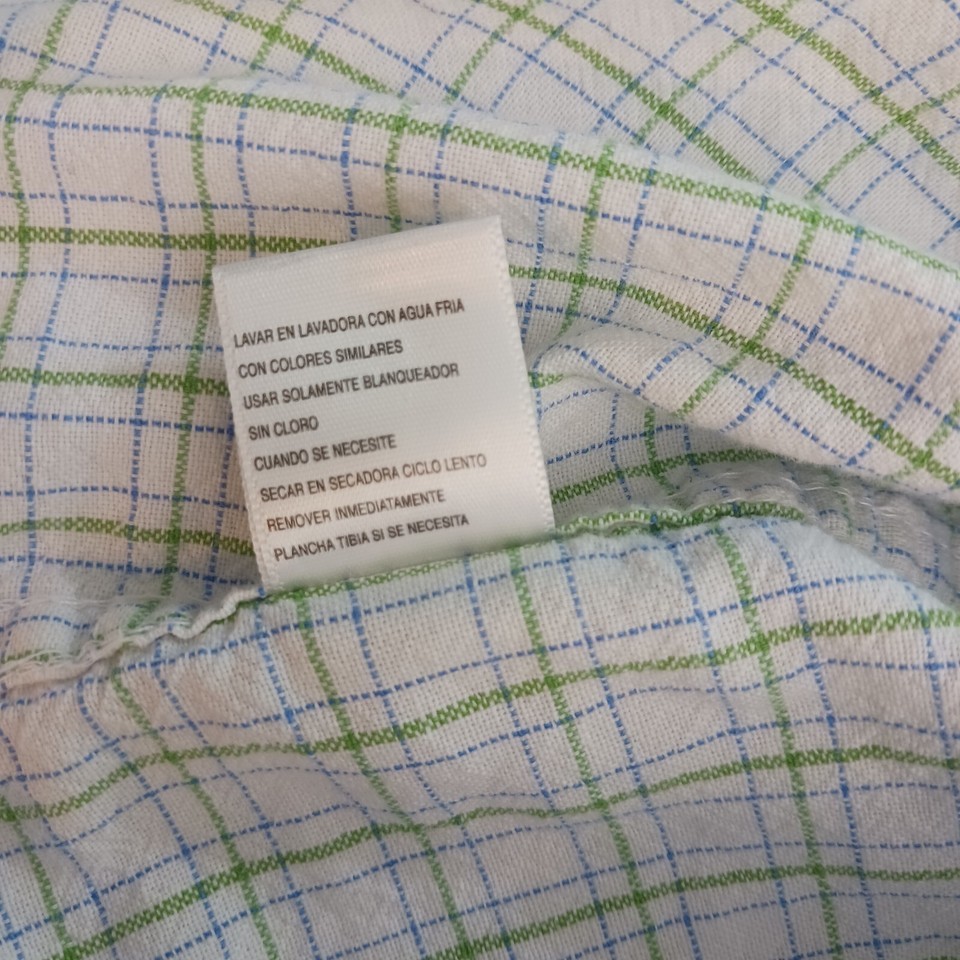 LAVAR EN LAVADORA CON AGUA FRIA
CON COLORES SIMILARES
USAR SOLAMENTE BLANQUEADOR
SIN CLORO
CUANDO SE NECESITE
SECAR EN SECADORA CICLO LENTO
REMOVER INMEDIATAMENTE
PLANCHA TIBIA SI SE NECESITA